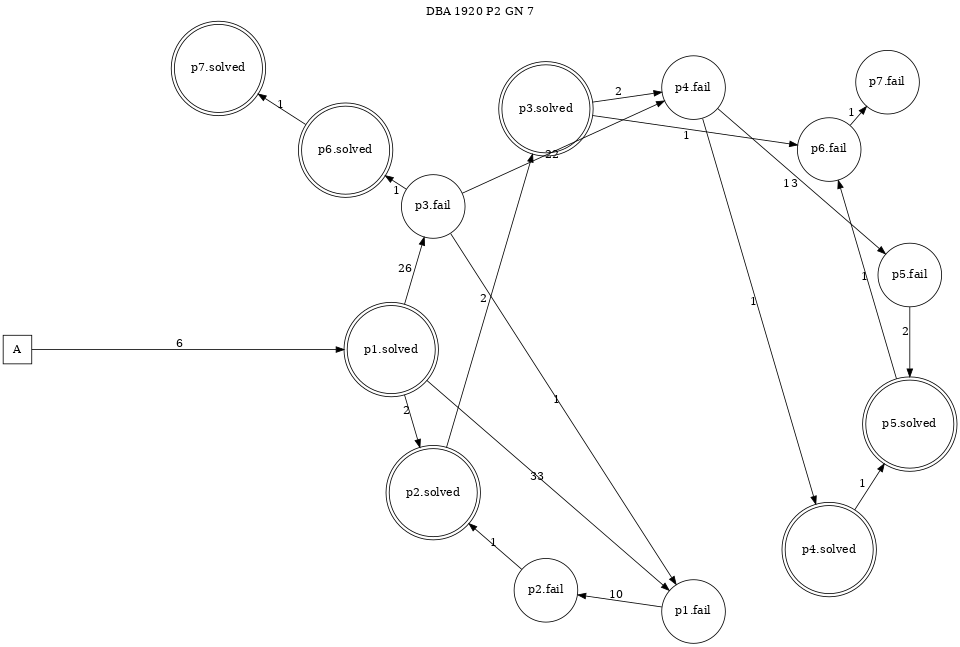 DBA 1920 P2 GN 7
p7.solved
p7.fail
p4.fail
2
p3.solved
1
1
1
p6.fail
p6.solved
22
13
1
p3.fail
26
1
p5.fail
2
1
2
6
A
p1.solved
1
2
p5.solved
33
1
p2.solved
1
p4.solved
p2.fail
10
p1.fail